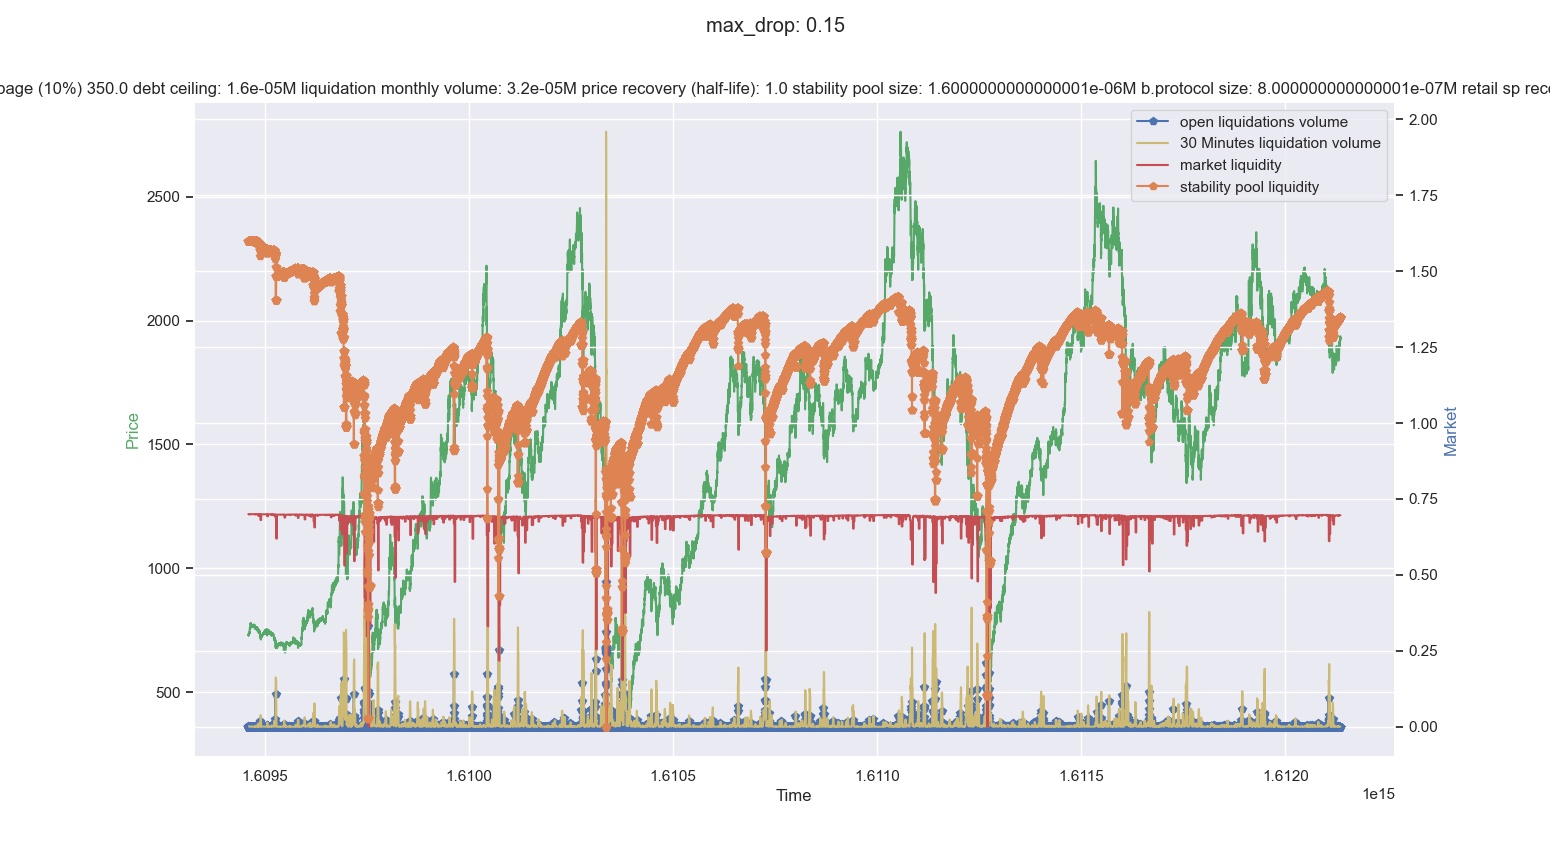 max_drop: 0.15
page (10%) 350.0 debt ceiling: 1.6e-05M liquidation monthly volume: 3.2e-05M price recovery (half-life): 1.0 stability pool size: 1.6000000000000001e-06M b.protocol size: 8.000000000000001e-07M retail sp reco
open liquidations volume
30 Minutes liquidation volume
market liquidity
stability pool liquidity
2500
2000
1500
1000
500
Price
2.00
1.75
1.50
1.25
1.00
0.75
0.50
0.25
0.00
Market
1.6095
1.6100
1.6105
1.6110
1.6115
1.6120
1e15
Time